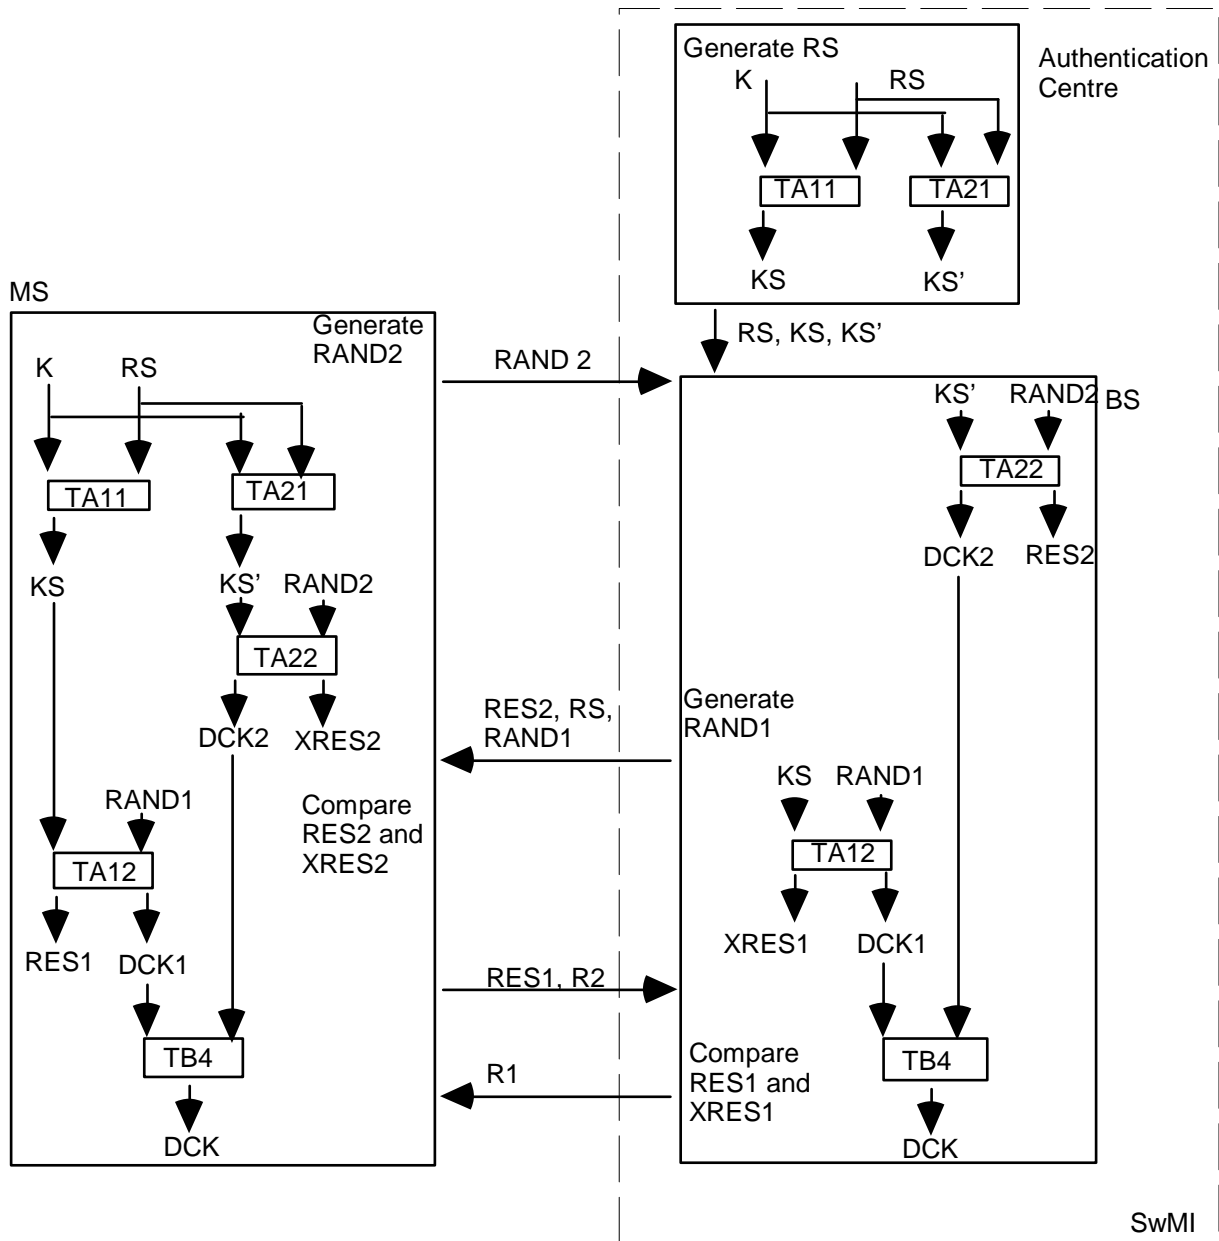 Generate RS
K
RS
Authentication
Centre
TA11
TA21
KS
KS’
MS
Generate
RAND2
RS, KS, KS’
K
RS
RAND 2
KS’
RAND2
BS
TA11
TA21
TA22
DCK2
RES2
KS
KS’
RAND2
TA22
DCK2
XRES2
RES2, RS,
RAND1
Generate
RAND1
KS
RAND1
RAND1
Compare
RES2 and
XRES2
TA12
TA12
RES1
DCK1
XRES1
DCK1
RES1, R2
TB4
R1
Compare
RES1 and
XRES1
TB4
DCK
DCK
SwMI